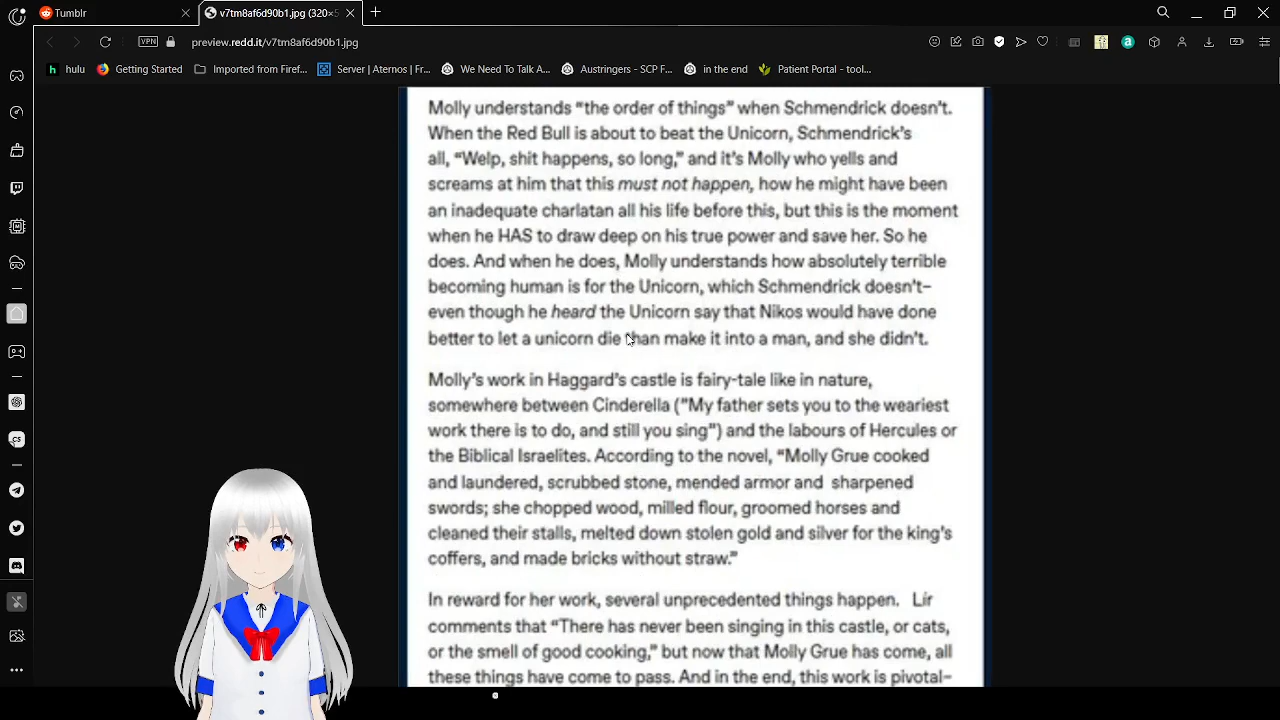 Tumblr
v7tm8af6d90b1.jpg (320×5
VPN
preview.redd.it/v7tm8af6d90b1.jpg
hulu
Getting Started
Imported from Firef...
Server | Aternos | Fr...
We Need To Talk A...
Austringers - SCP F...
in the end
Patient Portal - tool...
Molly understands “the order of things” when Schmendrick doesn’t.
When the Red Bull is about to beat the Unicorn, Schmendrick’s
all, “Welp, shit happens, so long,” and it’s Molly who yells and
screams at him that this must not happen, how he might have been
an inadequate charlatan all his life before this, but this is the moment
when he HAS to draw deep on his true power and save her. So he
does. And when he does, Molly understands how absolutely terrible
becoming human is for the Unicorn, which Schmendrick doesn’t–
even though he heard the Unicorn say that Nikos would have done
better to let a unicorn die than make it into a man, and she didn’t.
Molly’s work in Haggard’s castle is fairy-tale like in nature,
somewhere between Cinderella (“My father sets you to the weariest
work there is to do, and still you sing”) and the labours of Hercules or
the Biblical Israelites. According to the novel, “Molly Grue cooked
and laundered, scrubbed stone, mended armor and sharpened
swords; she chopped wood, milled flour, groomed horses and
cleaned their stalls, melted down stolen gold and silver for the king’s
coffers, and made bricks without straw.”
In reward for her work, several unprecedented things happen. Lir
comments that “There has never been singing in this castle, or cats,
or the smell of good cooking,” but now that Molly Grue has come, all
these things have come to pass. And in the end, this work is pivotal–